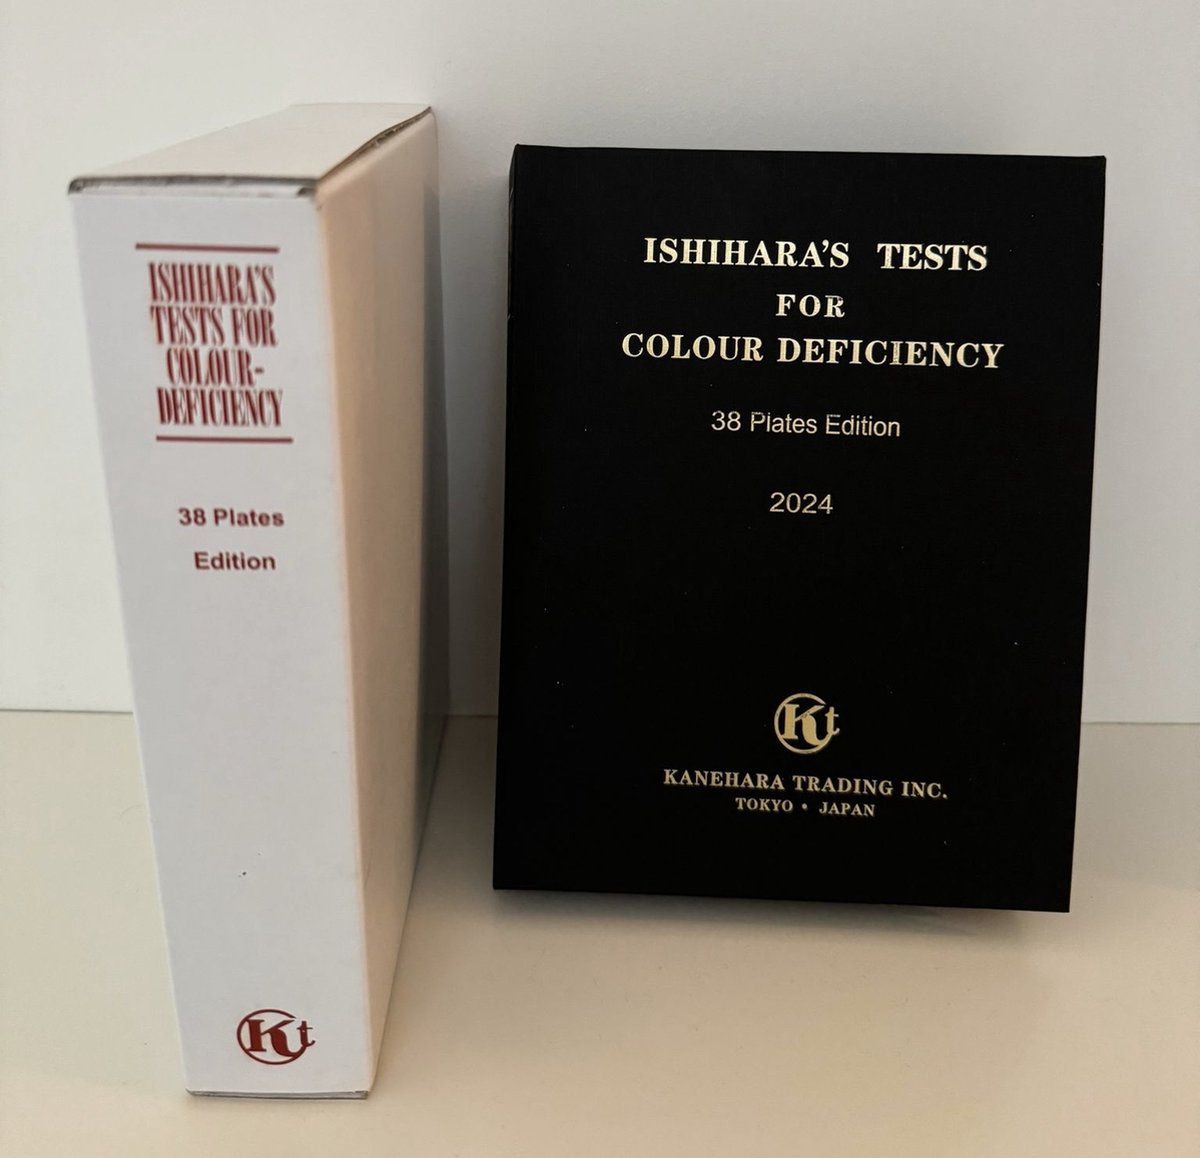 ISHIHARA'S
TESTS FOR
COLOUR-
DEFICIENCY
38 Plates
Edition
Kt
ISHIHARA'S TESTS
FOR
COLOUR DEFICIENCY
38 Plates Edition
2024
Kt
KANEHARA TRADING INC.
TOKYO • JAPAN